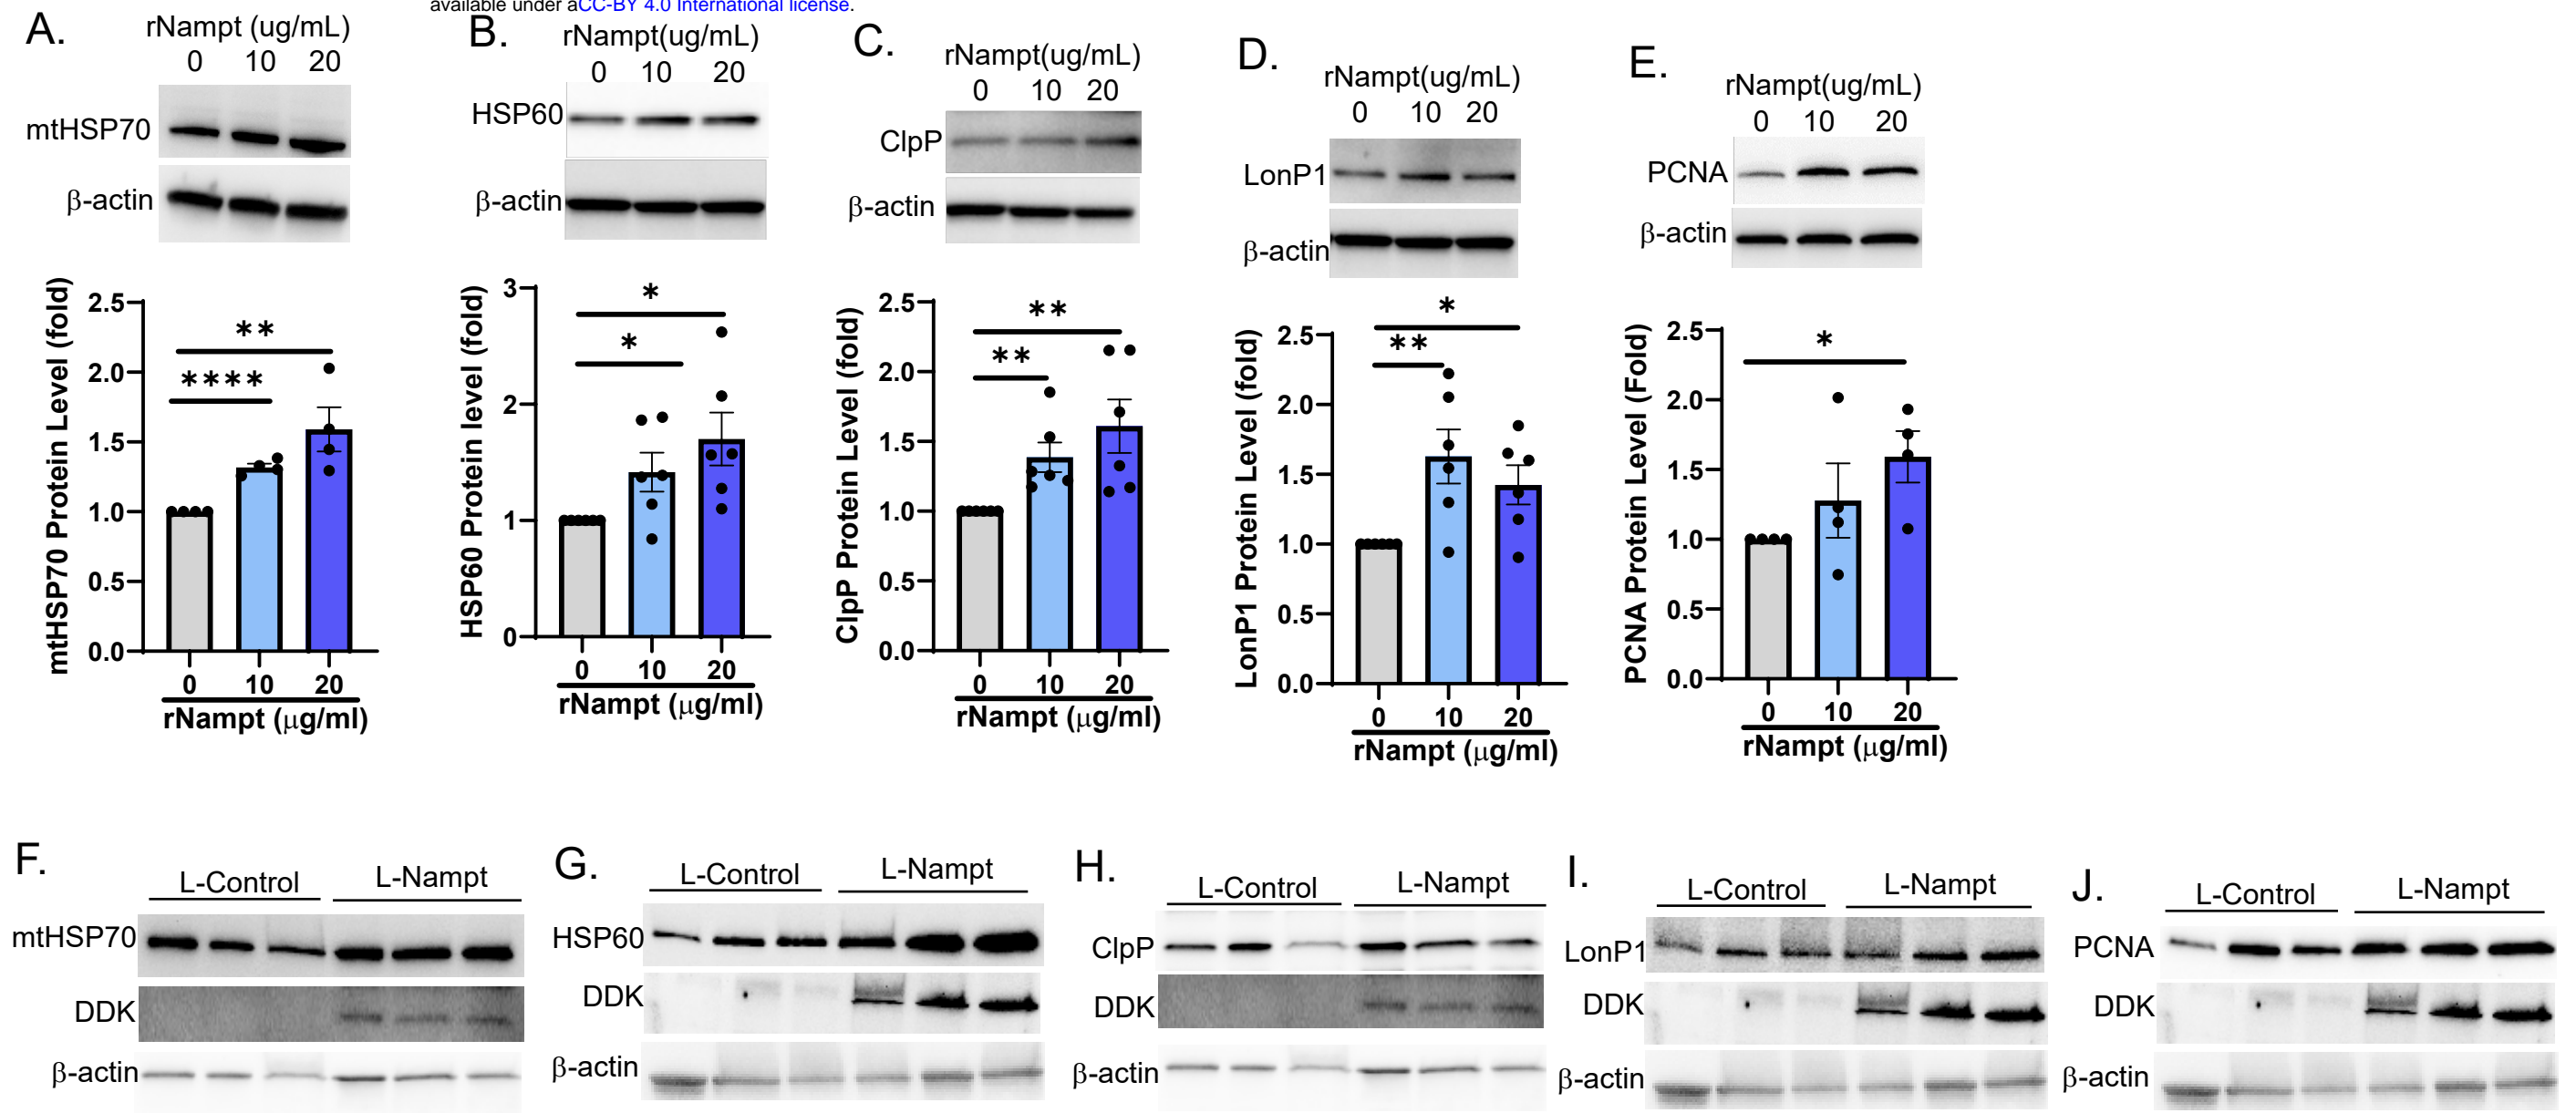 available under aCC-BY 4.0 International license.
A.
rNampt (ug/mL)
0 10 20
mtHSP70
β-actin
mtHSP70 Protein Level (fold)
2.5
2.0
1.5
1.0
0.5
0.0
**
****
0 10 20
rNampt (μg/ml)
B.
rNampt(ug/mL)
0 10 20
HSP60
β-actin
HSP60 Protein level (fold)
3
2
1
0
*
*
0 10 20
rNampt (μg/ml)
C.
rNampt(ug/mL)
0 10 20
ClpP
β-actin
ClpP Protein Level (fold)
2.5
2.0
1.5
1.0
0.5
0.0
**
**
0 10 20
rNampt (μg/ml)
D.
rNampt(ug/mL)
0 10 20
LonP1
β-actin
LonP1 Protein Level (fold)
2.5
2.0
1.5
1.0
0.5
0.0
*
**
0 10 20
rNampt (μg/ml)
E.
rNampt(ug/mL)
0 10 20
PCNA
β-actin
PCNA Protein Level (Fold)
2.5
2.0
1.5
1.0
0.5
0.0
*
0 10 20
rNampt (μg/ml)
F.
L-Control L-Nampt
mtHSP70
DDK
β-actin
G.
L-Control L-Nampt
HSP60
DDK
β-actin
H.
L-Control L-Nampt
ClpP
DDK
β-actin
I.
L-Control L-Nampt
LonP1
DDK
β-actin
J.
L-Control L-Nampt
PCNA
DDK
β-actin